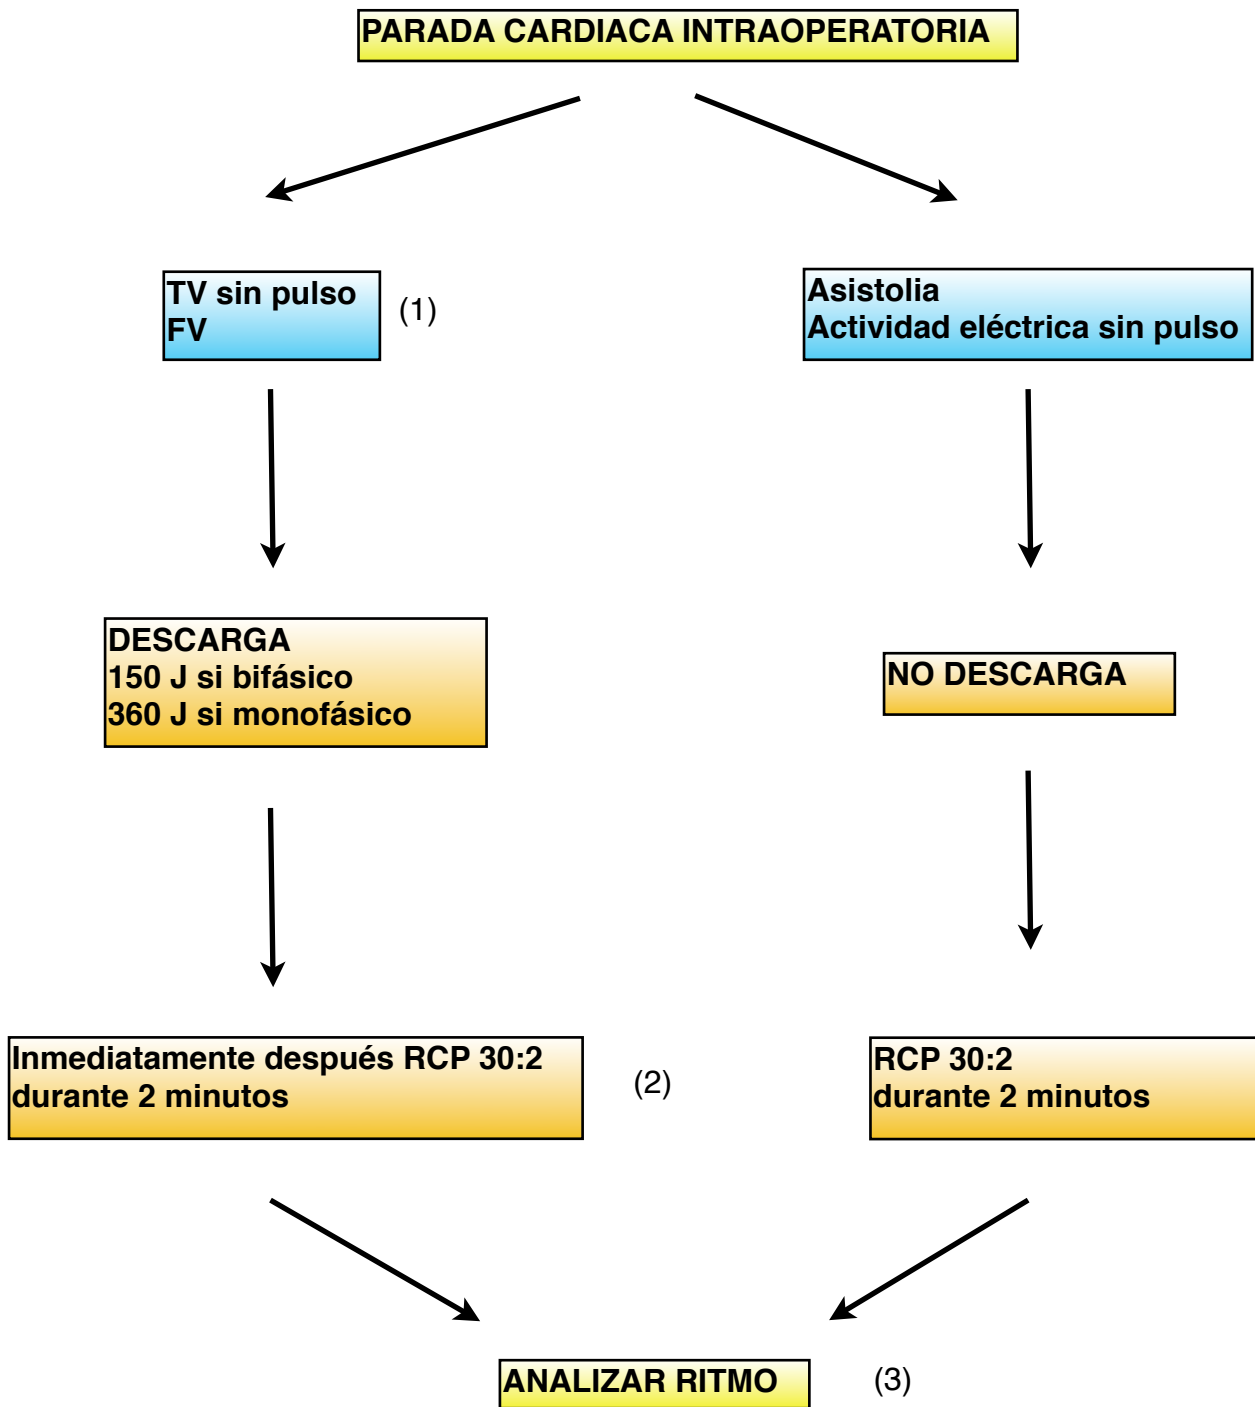 PARADA CARDIACA INTRAOPERATORIA
TV sin pulso
FV
(1)
Asistolia
Actividad eléctrica sin pulso
DESCARGA
150 J si bifásico
360 J si monofásico
NO DESCARGA
Inmediatamente después RCP 30:2
durante 2 minutos
(2)
RCP 30:2
durante 2 minutos
ANALIZAR RITMO
(3)